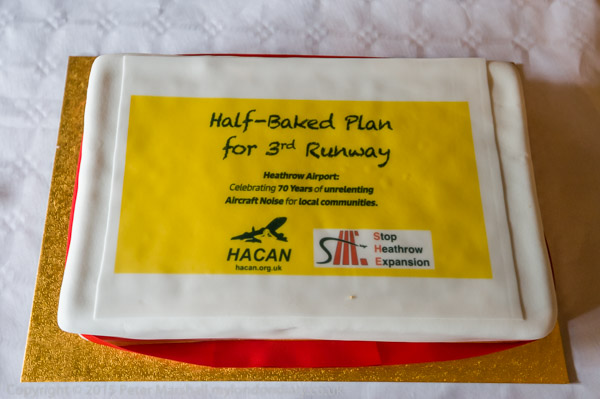 Half-Baked Plan
for 3rd Runway
Heathrow Airport:
Celebrating 70 Years of unrelenting
Aircraft Noise for local communities.
HACAN
hacan.org.uk
Stop
Heathrow
Expansion